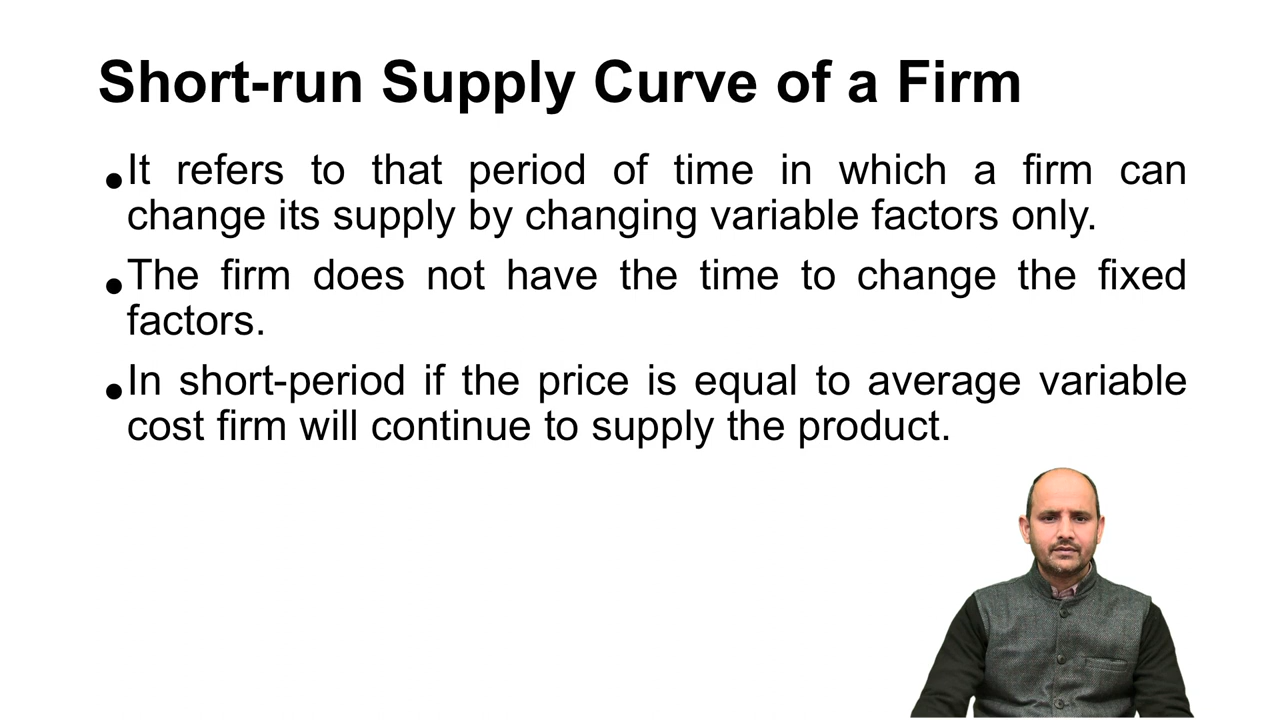 Short-run Supply Curve of a Firm
•It refers to that period of time in which a firm can
change its supply by changing variable factors only.
•The firm does not have the time to change the fixed
factors.
•In short-period if the price is equal to average variable
cost firm will continue to supply the product.